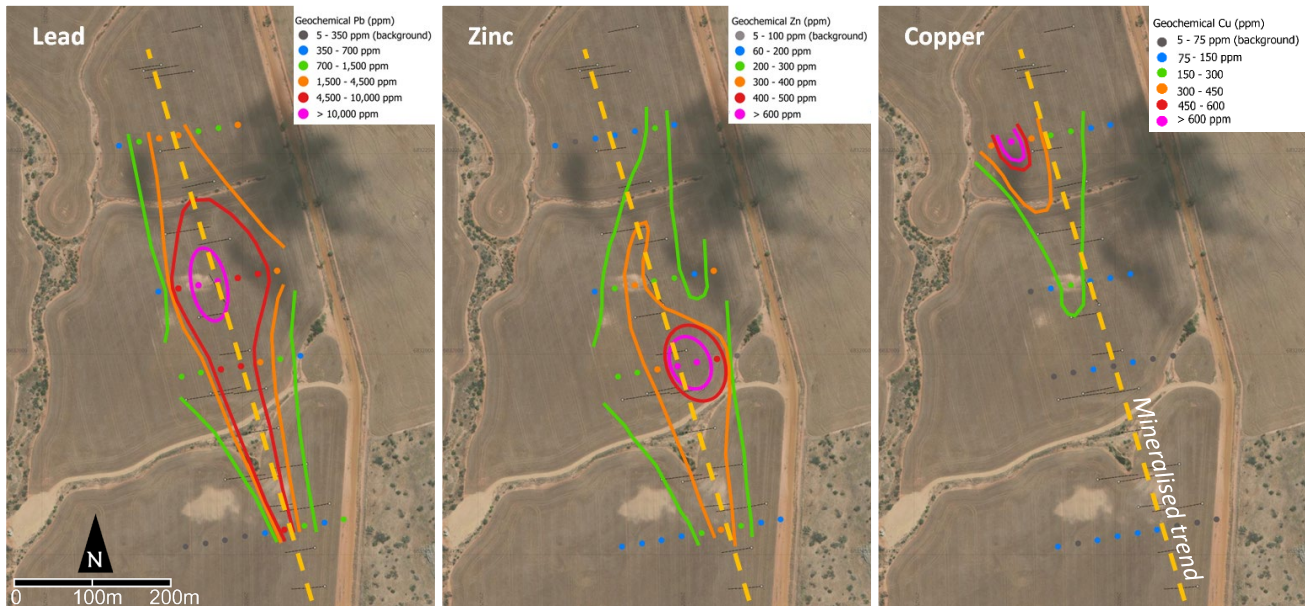 Lead
Geochemical Pb (ppm)
5 - 350 ppm (background)
350 - 700 ppm
700 - 1,500 ppm
1,500 - 4,500 ppm
4,500 - 10,000 ppm
> 10,000 ppm
N
0 100m 200m
Zinc
Geochemical Zn (ppm)
5 - 100 ppm (background)
60 - 200 ppm
200 - 300 ppm
300 - 400 ppm
400 - 500 ppm
> 600 ppm
Copper
Geochemical Cu (ppm)
5 - 75 ppm (background)
75 - 150 ppm
150 - 300
300 - 450
450 - 600
> 600 ppm
Mineralised trend